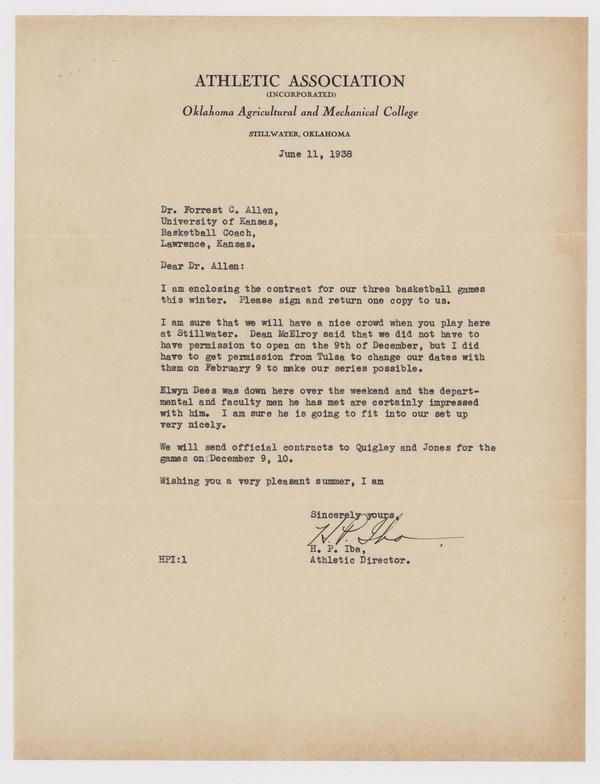 ATHLETIC ASSOCIATION
(INCORPORATED)
Oklahoma Agricultural and Mechanical College
STILLWATER, OKLAHOMA
June 11, 1938
Dr. Forrest C. Allen,
University of Kansas,
Basketball Coach,
Lawrence, Kansas.
Dear Dr. Allen:
I am enclosing the contract for our three basketball games
this winter. Please sign and return one copy to us.
I am sure that we will have a nice crowd when you play here
at Stillwater. Dean McElroy said that we did not have to
have permission to open on the 9th of December, but I did
have to get permission from Tulsa to change our dates with
them on February 9 to make our series possible.
Elwyn Dees was down here over the weekend and the depart-
mental and faculty men he has met are certainly impressed
with him. I am sure he is going to fit into our set up
very nicely.
We will send official contracts to Quigley and Jones for the
games on December 9, 10.
Wishing you a very pleasant summer, I am
Sincerely yours,
H. P. Iba
H. P. Iba,
HPI:l Athletic Director.